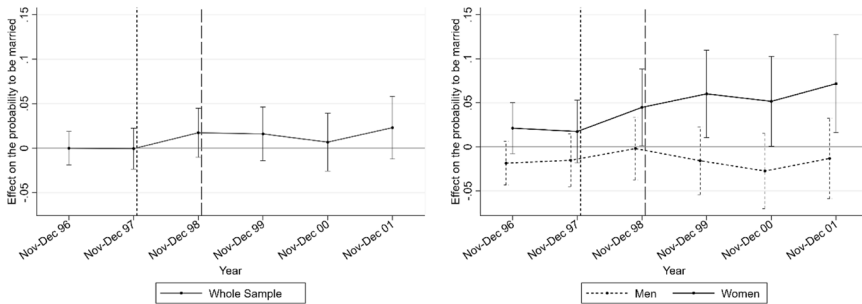 Effect on the probability to be married
.15
.1
.05
0
-.05
Nov-Dec 96
Nov-Dec 97
Nov-Dec 98
Nov-Dec 99
Nov-Dec 00
Nov-Dec 01
Year
Whole Sample
Effect on the probability to be married
.15
.1
.05
0
-.05
Nov-Dec 96
Nov-Dec 97
Nov-Dec 98
Nov-Dec 99
Nov-Dec 00
Nov-Dec 01
Year
Men
Women